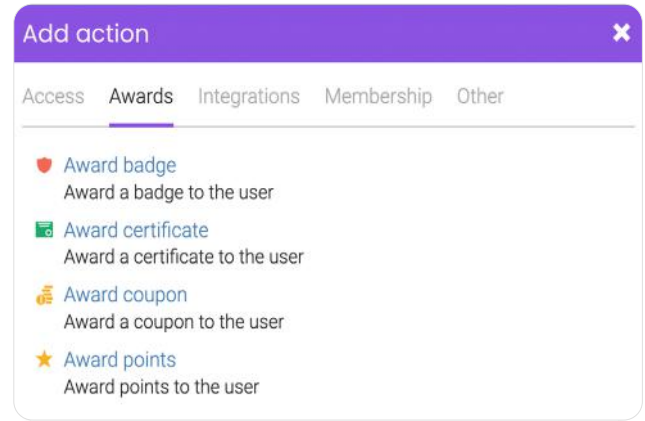 Add action
Access Awards Integrations Membership Other
Award badge
Award a badge to the user
Award certificate
Award a certificate to the user
Award coupon
Award a coupon to the user
Award points
Award points to the user